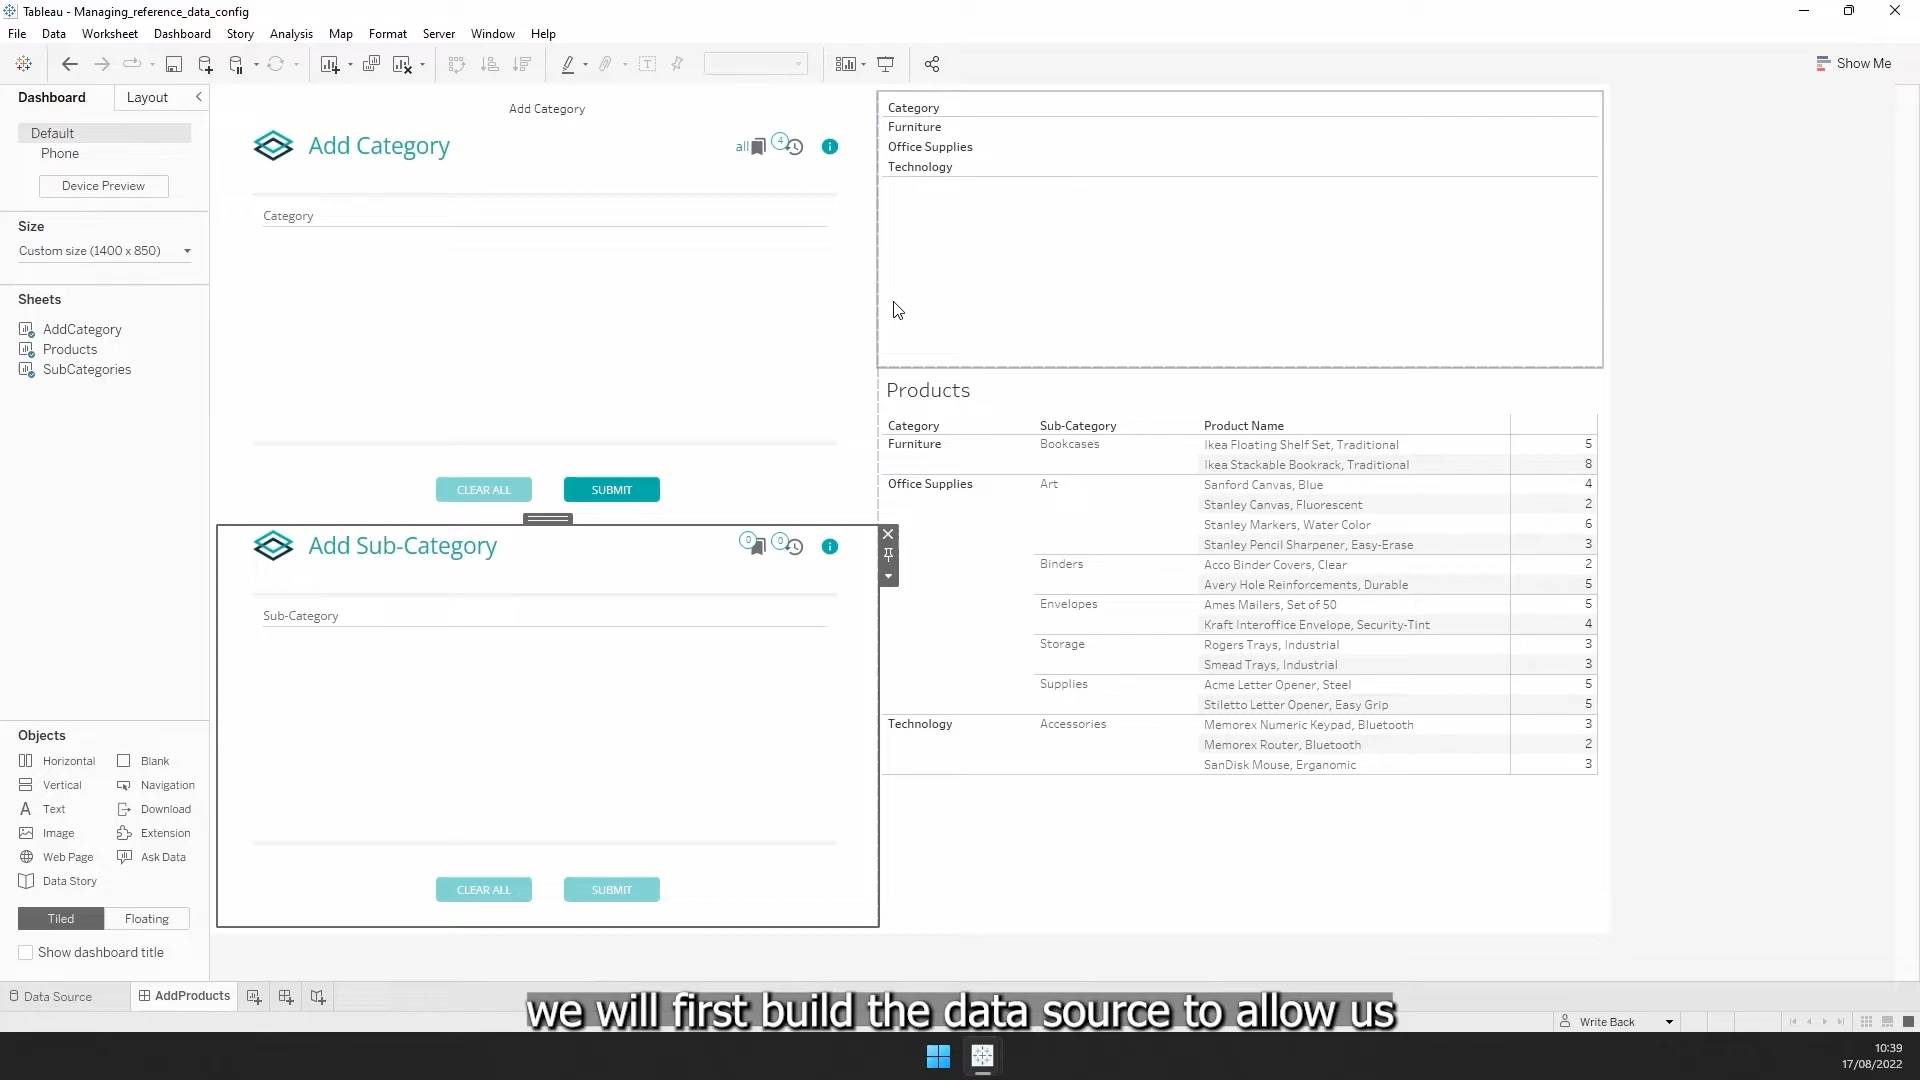 Tableau - Managing_reference_data_config
File Data Worksheet Dashboard Story Analysis Map Format Server Window Help
Show Me
Dashboard Layout
Default
Phone
Device Preview
Size
Custom size (1400 x 850)
Sheets
AddCategory
Products
SubCategories
Objects
Horizontal Blank
Vertical Navigation
Text Download
Image Extension
Web Page Ask Data
Data Story
Tiled Floating
Show dashboard title
Add Category
Add Category
all 4 i
Category
CLEAR ALL SUBMIT
Add Sub-Category
0 0 i
Sub-Category
CLEAR ALL SUBMIT
Category
Furniture
Office Supplies
Technology
Products
Category Sub-Category Product Name
Furniture Bookcases Ikea Floating Shelf Set, Traditional 5
Ikea Stackable Bookrack, Traditional 8
Office Supplies Art Sanford Canvas, Blue 4
Stanley Canvas, Fluorescent 2
Stanley Markers, Water Color 6
Stanley Pencil Sharpener, Easy-Erase 3
Binders Acco Binder Covers, Clear 2
Avery Hole Reinforcements, Durable 5
Envelopes Ames Mailers, Set of 50 5
Kraft Interoffice Envelope, Security-Tint 4
Storage Rogers Trays, Industrial 3
Smead Trays, Industrial 3
Supplies Acme Letter Opener, Steel 5
Stiletto Letter Opener, Easy Grip 5
Technology Accessories Memorex Numeric Keypad, Bluetooth 3
Memorex Router, Bluetooth 2
SanDisk Mouse, Erganomic 3
Data Source AddProducts
we will first build the data source to allow us
Write Back
10:39
17/08/2022